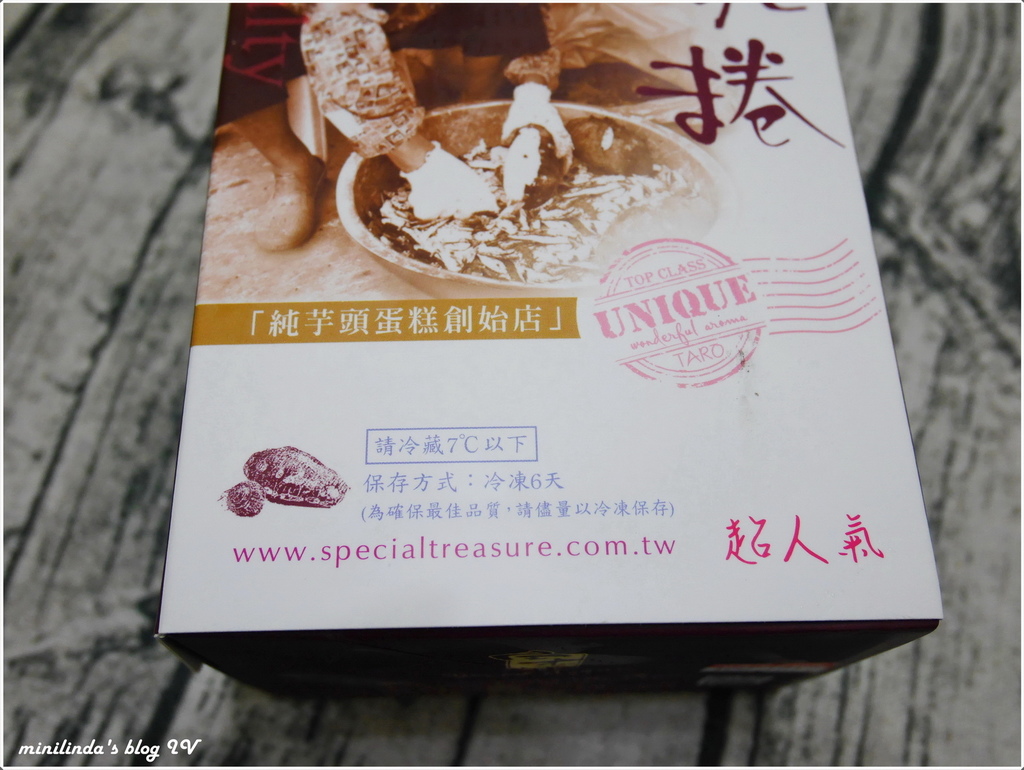 捲
TOP CLASS
UNIQUE
wonderful aroma
TARO
「純芋頭蛋糕創始店」
請冷藏7℃以下
保存方式：冷凍6天
(為確保最佳品質，請儘量以冷凍保存)
www.specialtreasure.com.tw
超人氣
minilinda's blog IV